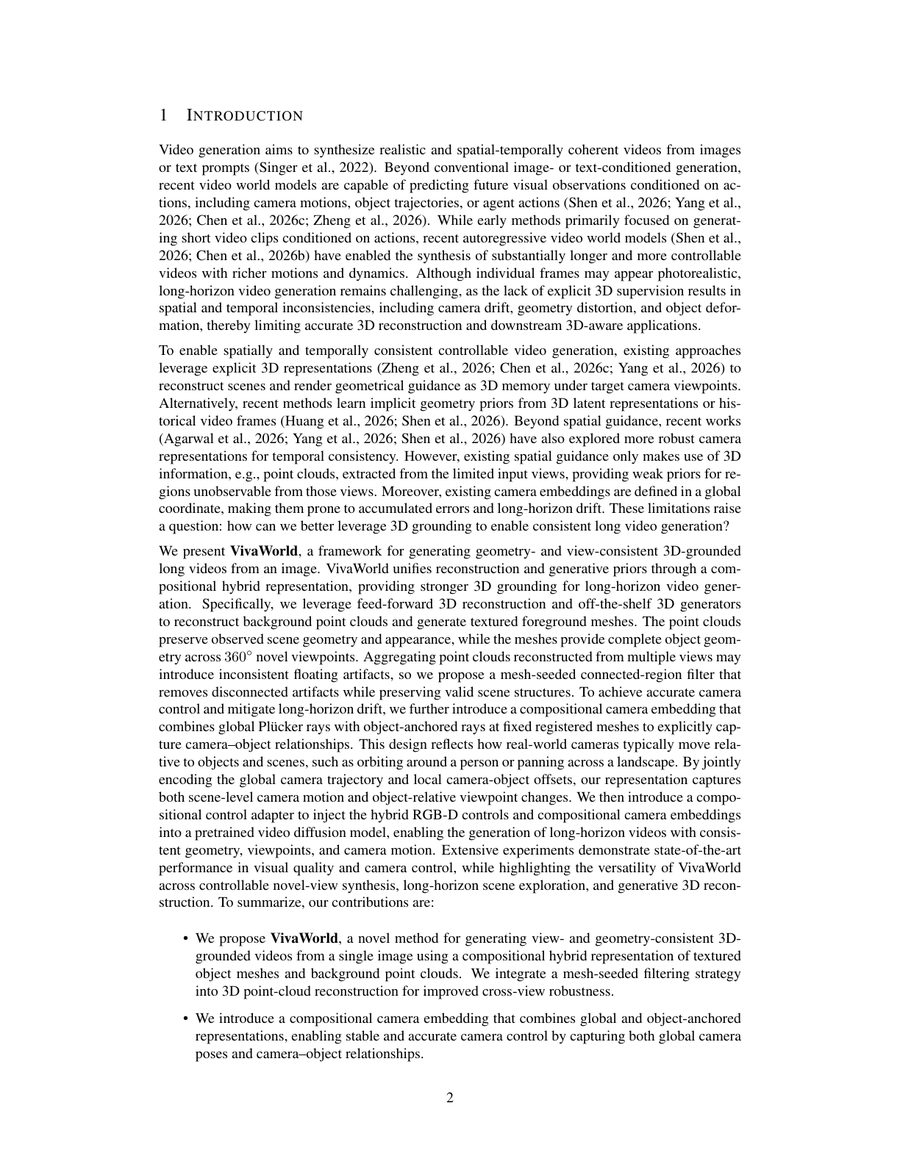 1 INTRODUCTION
Video generation aims to synthesize realistic and spatial-temporally coherent videos from images
or text prompts (Singer et al., 2022). Beyond conventional image- or text-conditioned generation,
recent video world models are capable of predicting future visual observations conditioned on ac-
tions, including camera motions, object trajectories, or agent actions (Shen et al., 2026; Yang et al.,
2026; Chen et al., 2026c; Zheng et al., 2026). While early methods primarily focused on generat-
ing short video clips conditioned on actions, recent autoregressive video world models (Shen et al.,
2026; Chen et al., 2026b) have enabled the synthesis of substantially longer and more controllable
videos with richer motions and dynamics. Although individual frames may appear photorealistic,
long-horizon video generation remains challenging, as the lack of explicit 3D supervision results in
spatial and temporal inconsistencies, including camera drift, geometry distortion, and object defor-
mation, thereby limiting accurate 3D reconstruction and downstream 3D-aware applications.
To enable spatially and temporally consistent controllable video generation, existing approaches
leverage explicit 3D representations (Zheng et al., 2026; Chen et al., 2026c; Yang et al., 2026) to
reconstruct scenes and render geometrical guidance as 3D memory under target camera viewpoints.
Alternatively, recent methods learn implicit geometry priors from 3D latent representations or his-
torical video frames (Huang et al., 2026; Shen et al., 2026). Beyond spatial guidance, recent works
(Agarwal et al., 2026; Yang et al., 2026; Shen et al., 2026) have also explored more robust camera
representations for temporal consistency. However, existing spatial guidance only makes use of 3D
information, e.g., point clouds, extracted from the limited input views, providing weak priors for re-
gions unobservable from those views. Moreover, existing camera embeddings are defined in a global
coordinate, making them prone to accumulated errors and long-horizon drift. These limitations raise
a question: how can we better leverage 3D grounding to enable consistent long video generation?
We present VivaWorld, a framework for generating geometry- and view-consistent 3D-grounded
long videos from an image. VivaWorld unifies reconstruction and generative priors through a com-
positional hybrid representation, providing stronger 3D grounding for long-horizon video gener-
ation. Specifically, we leverage feed-forward 3D reconstruction and off-the-shelf 3D generators
to reconstruct background point clouds and generate textured foreground meshes. The point clouds
preserve observed scene geometry and appearance, while the meshes provide complete object geom-
etry across 360° novel viewpoints. Aggregating point clouds reconstructed from multiple views may
introduce inconsistent floating artifacts, so we propose a mesh-seeded connected-region filter that
removes disconnected artifacts while preserving valid scene structures. To achieve accurate camera
control and mitigate long-horizon drift, we further introduce a compositional camera embedding that
combines global Plücker rays with object-anchored rays at fixed registered meshes to explicitly cap-
ture camera–object relationships. This design reflects how real-world cameras typically move rela-
tive to objects and scenes, such as orbiting around a person or panning across a landscape. By jointly
encoding the global camera trajectory and local camera-object offsets, our representation captures
both scene-level camera motion and object-relative viewpoint changes. We then introduce a compo-
sitional control adapter to inject the hybrid RGB-D controls and compositional camera embeddings
into a pretrained video diffusion model, enabling the generation of long-horizon videos with consis-
tent geometry, viewpoints, and camera motion. Extensive experiments demonstrate state-of-the-art
performance in visual quality and camera control, while highlighting the versatility of VivaWorld
across controllable novel-view synthesis, long-horizon scene exploration, and generative 3D recon-
struction. To summarize, our contributions are:
• We propose VivaWorld, a novel method for generating view- and geometry-consistent 3D-
grounded videos from a single image using a compositional hybrid representation of textured
object meshes and background point clouds. We integrate a mesh-seeded filtering strategy
into 3D point-cloud reconstruction for improved cross-view robustness.
• We introduce a compositional camera embedding that combines global and object-anchored
representations, enabling stable and accurate camera control by capturing both global camera
poses and camera–object relationships.
2